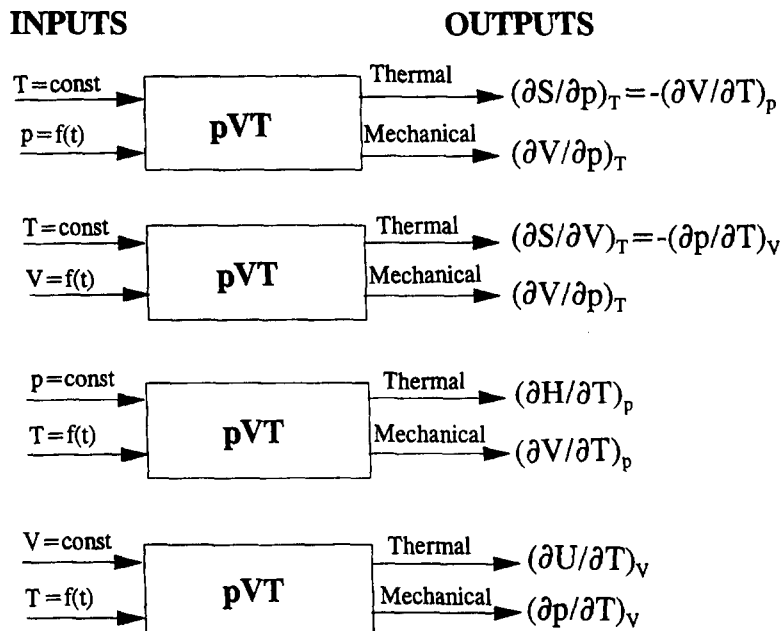 INPUTS OUTPUTS
T=const pVT Thermal (∂S/∂p)T=-(∂V/∂T)p
p=f(t) Mechanical (∂V/∂p)T
T=const pVT Thermal (∂S/∂V)T=-(∂p/∂T)V
V=f(t) Mechanical (∂V/∂p)T
p=const pVT Thermal (∂H/∂T)p
T=f(t) Mechanical (∂V/∂T)p
V=const pVT Thermal (∂U/∂T)V
T=f(t) Mechanical (∂p/∂T)V